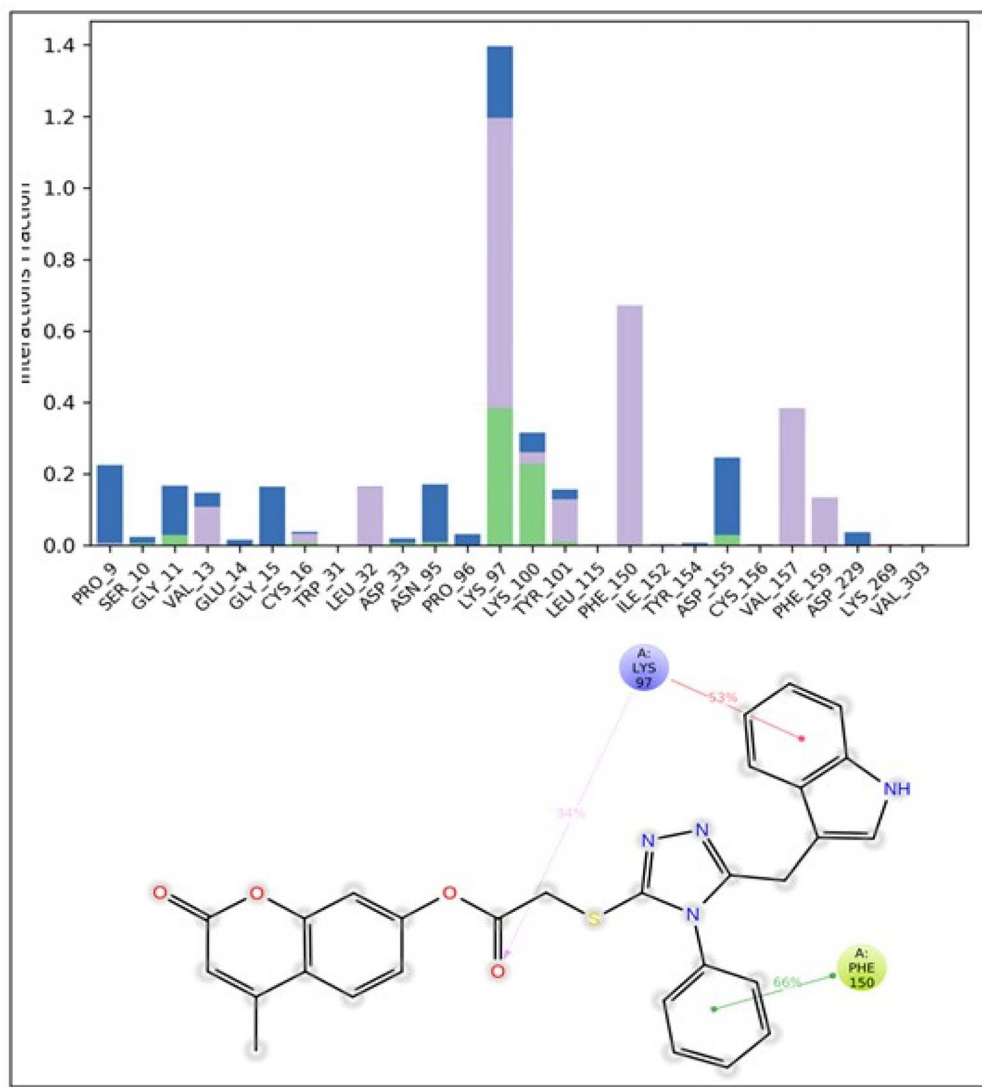 1.4
1.2
1.0
0.8
0.6
0.4
0.2
0.0
Interactions Fraction
PRO_9
SER_10
GLY_11
VAL_13
GLU_14
GLY_15
CYS_16
TRP_31
LEU_32
ASP_33
ASN_95
PRO_96
LYS_97
LYS_100
TYR_101
LEU_115
PHE_150
ILE_152
TYR_154
ASP_155
CYS_156
VAL_157
PHE_159
ASP_229
LYS_269
VAL_303
A:
LYS
97
53%
34%
NH
N
N
O
O
O
S
N
O
A:
PHE
150
66%